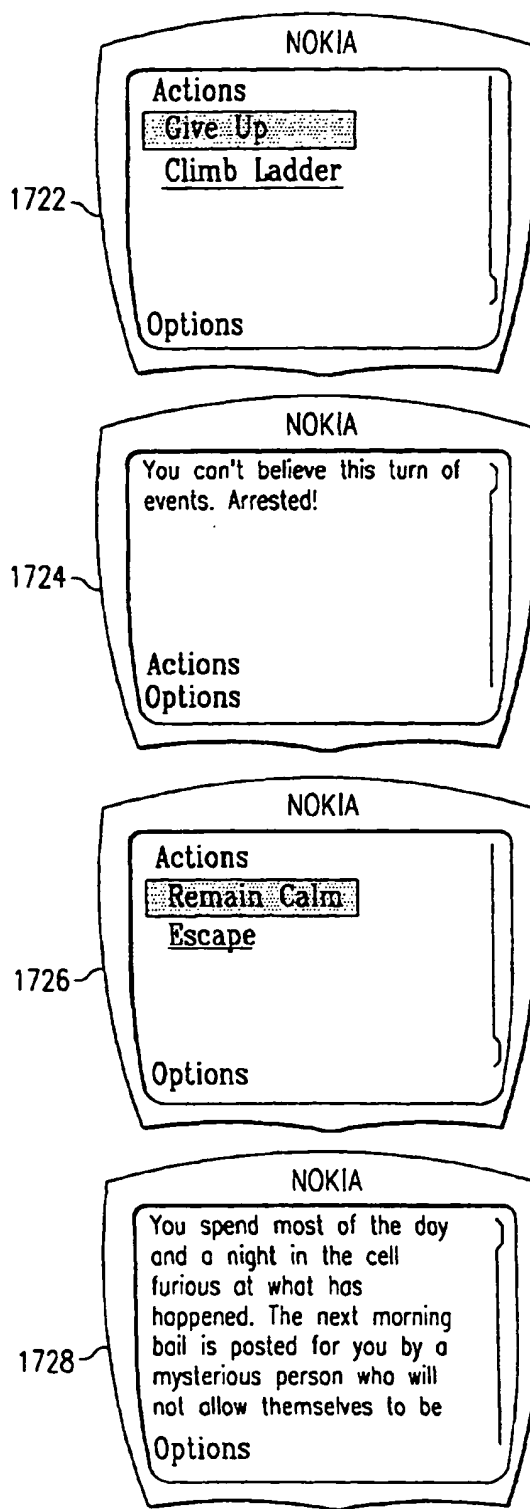 NOKIA
Actions
Give Up
Climb Ladder
1722
Options
NOKIA
You can't believe this turn of
events. Arrested!
1724
Actions
Options
NOKIA
Actions
Remain Calm
Escape
1726
Options
NOKIA
You spend most of the day
and a night in the cell
furious at what has
happened. The next morning
bail is posted for you by a
mysterious person who will
not allow themselves to be
1728
Options